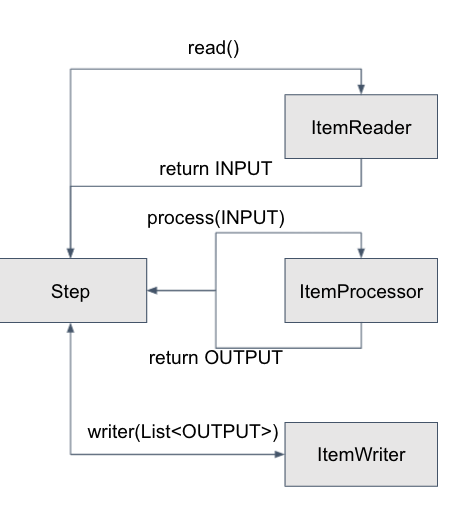 read()
ItemReader
return INPUT
process(INPUT)
Step
ItemProcessor
return OUTPUT
writer(List<OUTPUT>)
ItemWriter